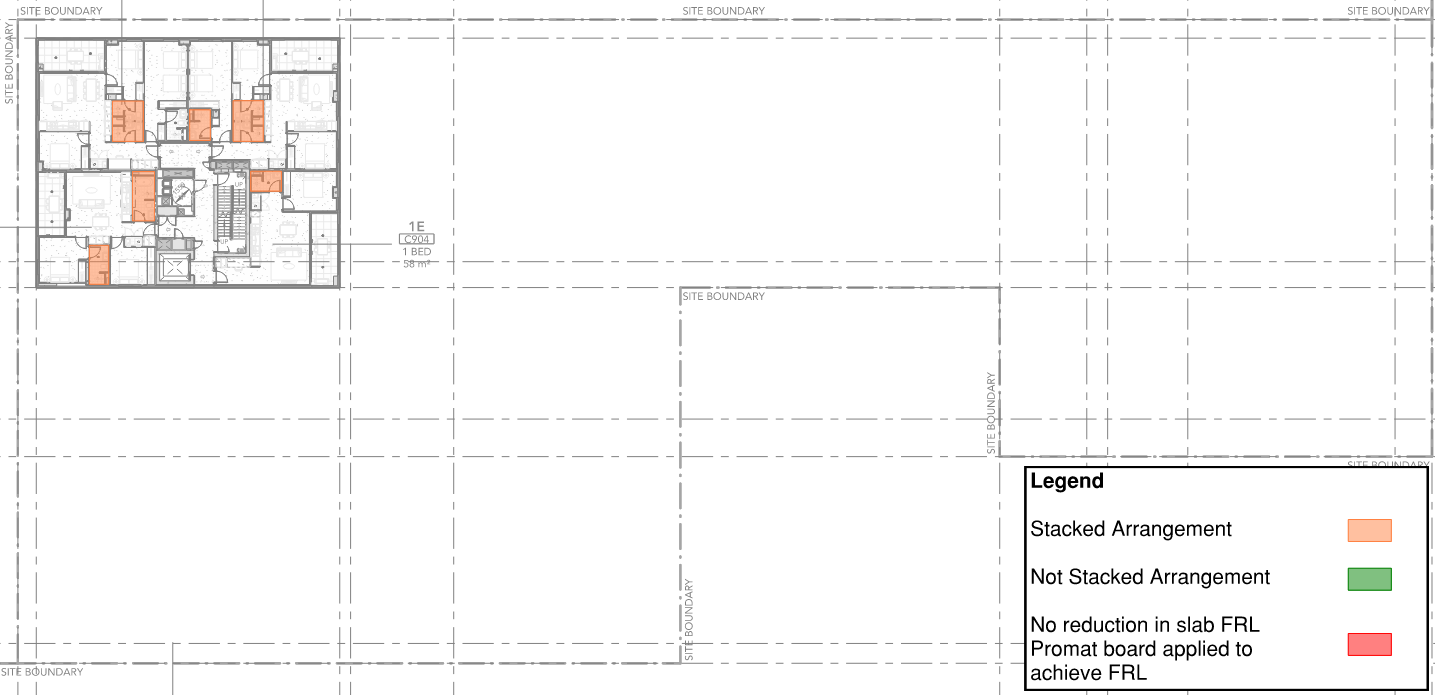 SITE BOUNDARY
SITE BOUNDARY
SITE BOUNDARY
SITE BOUNDARY
UP
UP
1E
C904
1 BED
58 m²
SITE BOUNDARY
SITE BOUNDARY
SITE BOUNDARY
SITE BOUNDARY
SITE BOUNDARY
Legend
Stacked Arrangement
Not Stacked Arrangement
No reduction in slab FRL
Promat board applied to
achieve FRL